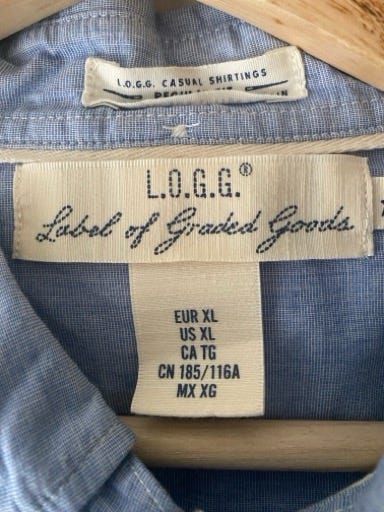 L.O.G.G. CASUAL SHIRTINGS
L.O.G.G.®
Label of Graded Goods
EUR XL
US XL
CA TG
CN 185/116A
MX XG